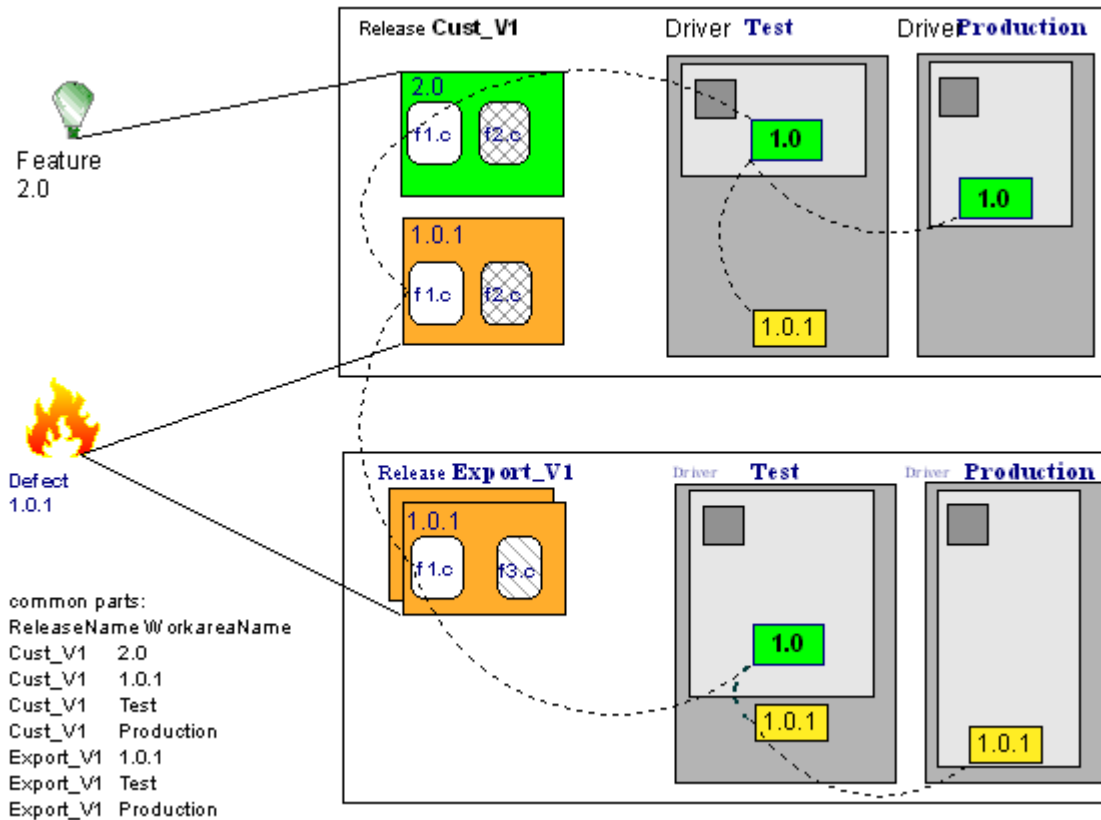 Release Cust_V1
Driver Test
Driver Production
2.0
f1.c f2.c
1.0
1.0
Feature
2.0
1.0.1
f1.c f2.c
1.0.1
Defect
1.0.1
Release Export_V1
Driver Test
Driver Production
1.0.1
f1.c f3.c
1.0
1.0.1
1.0.1
common parts:
ReleaseName WorkareaName
Cust_V1 2.0
Cust_V1 1.0.1
Cust_V1 Test
Cust_V1 Production
Export_V1 1.0.1
Export_V1 Test
Export_V1 Production